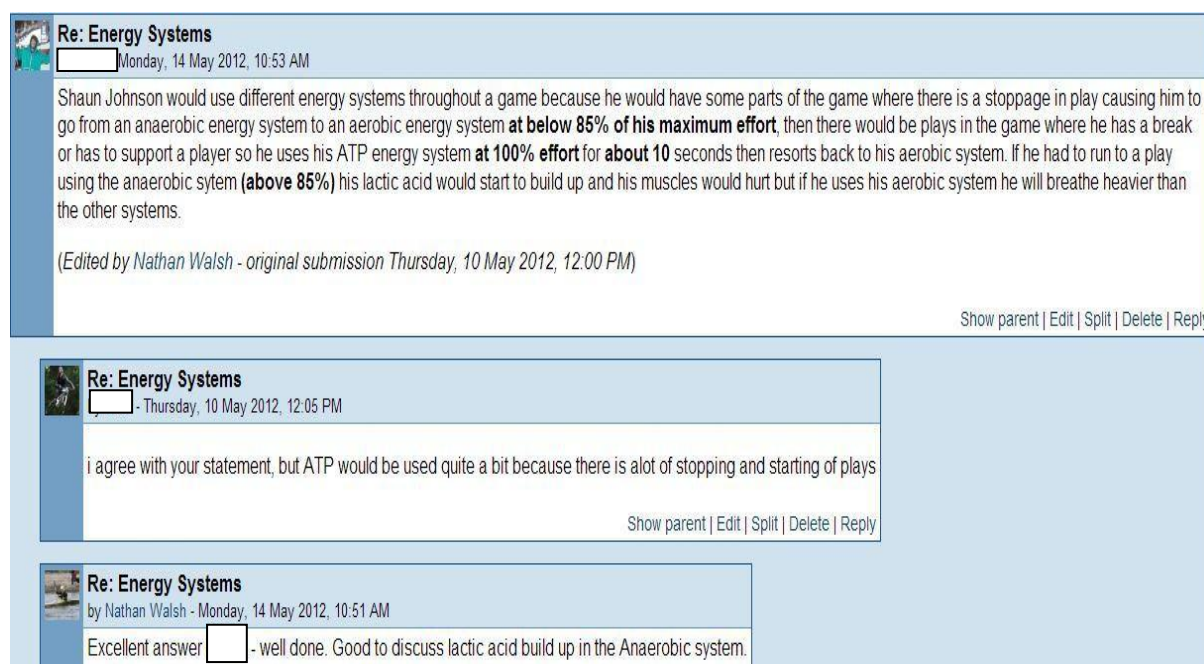 Re: Energy Systems
Monday, 14 May 2012, 10:53 AM
Shaun Johnson would use different energy systems throughout a game because he would have some parts of the game where there is a stoppage in play causing him to
go from an anaerobic energy system to an aerobic energy system at below 85% of his maximum effort, then there would be plays in the game where he has a break
or has to support a player so he uses his ATP energy system at 100% effort for about 10 seconds then resorts back to his aerobic system. If he had to run to a play
using the anaerobic sytem (above 85%) his lactic acid would start to build up and his muscles would hurt but if he uses his aerobic system he will breathe heavier than
the other systems.
(Edited by Nathan Walsh - original submission Thursday, 10 May 2012, 12:00 PM)
Show parent | Edit | Split | Delete | Reply
Re: Energy Systems
- Thursday, 10 May 2012, 12:05 PM
i agree with your statement, but ATP would be used quite a bit because there is alot of stopping and starting of plays
Show parent | Edit | Split | Delete | Reply
Re: Energy Systems
by Nathan Walsh - Monday, 14 May 2012, 10:51 AM
Excellent answer - well done. Good to discuss lactic acid build up in the Anaerobic system.